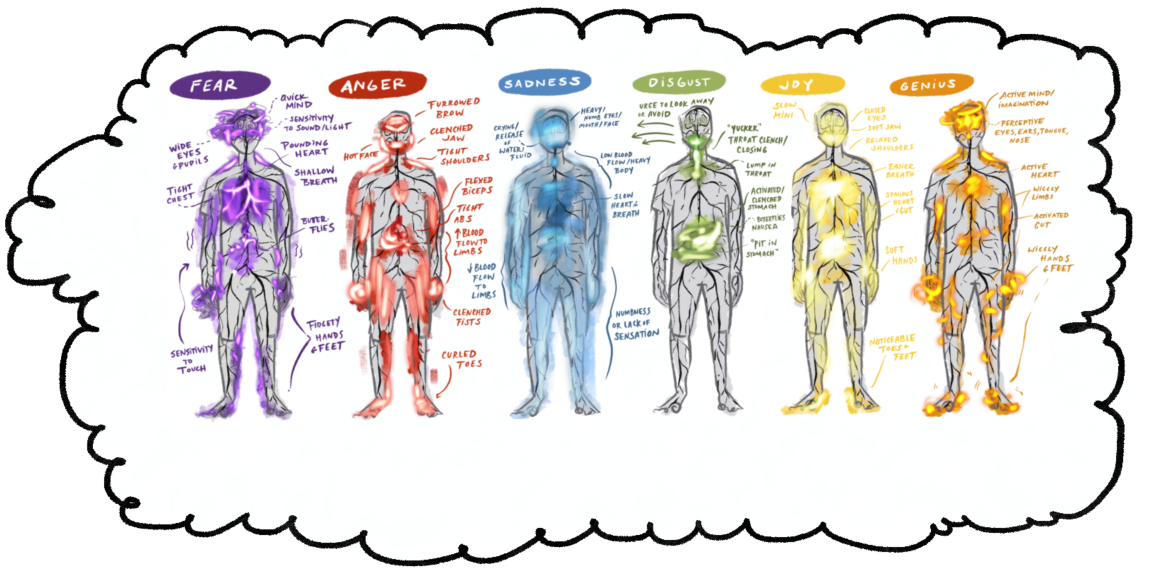 FEAR
QUICK
MIND
SENSITIVITY
TO SOUND/LIGHT
WIDE
EYES
& PUPILS
POUNDING
HEART
SHALLOW
BREATH
TIGHT
CHEST
BUTTER-
FLIES
SENSITIVITY
TO
TOUCH
FIDGETY
HANDS
& FEET
ANGER
FURROWED
BROW
CLENCHED
JAW
HOT FACE
TIGHT
SHOULDERS
FLEXED
BICEPS
TIGHT
ABS
↑ BLOOD
FLOW TO
LIMBS
CLENCHED
FISTS
CURLED
TOES
SADNESS
HEAVY/
NUMB EYES/
MOUTH/FACE
CRYING/
RELEASE
OF
WATER/
FLUID
LOW BLOOD
FLOW/HEAVY
BODY
SLOW
HEART &
BREATH
↓ BLOOD
FLOW
TO
LIMBS
NUMBNESS
OR LACK OF
SENSATION
DISGUST
URGE TO LOOK AWAY
OR AVOID
"YUCKER"
THROAT CLENCH/
CLOSING
LUMP IN
THROAT
ACTIVATED/
CLENCHED
STOMACH
NAUSEA
"PIT IN
STOMACH"
JOY
SLOW
MIND
CLOSED
EYES
SOFT JAW
RELAXED
SHOULDERS
EASIER
BREATH
SPACIOUS
HEART
& GUT
SOFT
HANDS
NOTICEABLE
TOES +
FEET
GENIUS
ACTIVE MIND/
IMAGINATION
PERCEPTIVE
EYES, EARS, TONGUE,
NOSE
ACTIVE
HEART
WIGGLY
LIMBS
ACTIVATED
GUT
WIGGLY
HANDS
& FEET